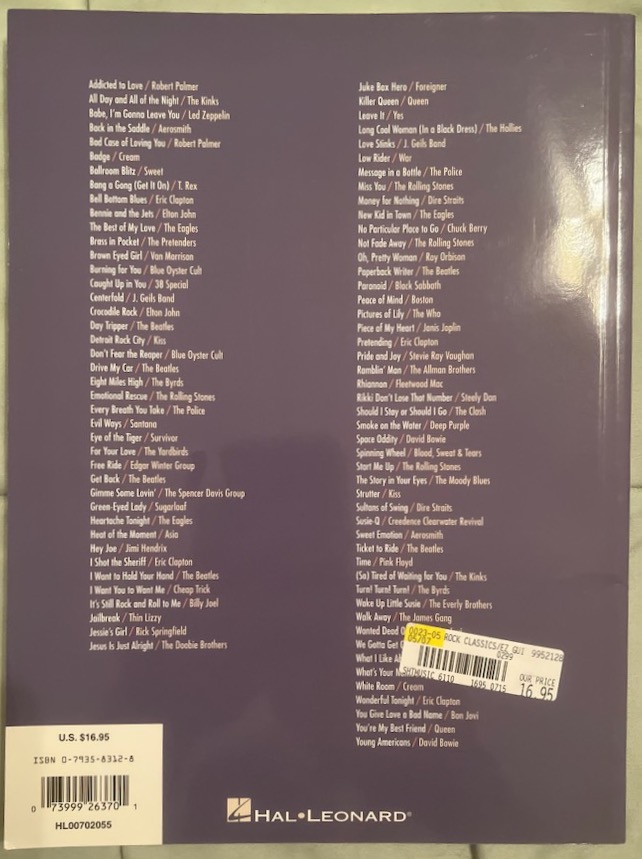 Addicted to Love / Robert Palmer
All Day and All of the Night / The Kinks
Babe, I'm Gonna Leave You / Led Zeppelin
Back in the Saddle / Aerosmith
Bad Case of Loving You / Robert Palmer
Badge / Cream
Ballroom Blitz / Sweet
Bang a Gong (Get It On) / T. Rex
Bell Bottom Blues / Eric Clapton
Bennie and the Jets / Elton John
The Best of My Love / The Eagles
Brass in Pocket / The Pretenders
Brown Eyed Girl / Van Morrison
Burning for You / Blue Oyster Cult
Caught Up in You / 38 Special
Centerfold / J. Geils Band
Crocodile Rock / Elton John
Day Tripper / The Beatles
Detroit Rock City / Kiss
Don't Fear the Reaper / Blue Oyster Cult
Drive My Car / The Beatles
Eight Miles High / The Byrds
Emotional Rescue / The Rolling Stones
Every Breath You Take / The Police
Evil Ways / Santana
Eye of the Tiger / Survivor
For Your Love / The Yardbirds
Free Ride / Edgar Winter Group
Get Back / The Beatles
Gimme Some Lovin' / The Spencer Davis Group
Green-Eyed Lady / Sugarloaf
Heartache Tonight / The Eagles
Heat of the Moment / Asia
Hey Joe / Jimi Hendrix
I Shot the Sheriff / Eric Clapton
I Want to Hold Your Hand / The Beatles
I Want You to Want Me / Cheap Trick
It's Still Rock and Roll to Me / Billy Joel
Jailbreak / Thin Lizzy
Jessie's Girl / Rick Springfield
Jesus Is Just Alright / The Doobie Brothers
Juke Box Hero / Foreigner
Killer Queen / Queen
Leave It / Yes
Long Cool Woman (In a Black Dress) / The Hollies
Love Stinks / J. Geils Band
Low Rider / War
Message in a Bottle / The Police
Miss You / The Rolling Stones
Money for Nothing / Dire Straits
New Kid in Town / The Eagles
No Particular Place to Go / Chuck Berry
Not Fade Away / The Rolling Stones
Oh, Pretty Woman / Roy Orbison
Paperback Writer / The Beatles
Paranoid / Black Sabbath
Peace of Mind / Boston
Pictures of Lily / The Who
Piece of My Heart / Janis Joplin
Pretending / Eric Clapton
Pride and Joy / Stevie Ray Vaughan
Ramblin' Man / The Allman Brothers
Rhiannon / Fleetwood Mac
Rikki Don't Lose That Number / Steely Dan
Should I Stay or Should I Go / The Clash
Smoke on the Water / Deep Purple
Space Oddity / David Bowie
Spinning Wheel / Blood, Sweat & Tears
Start Me Up / The Rolling Stones
The Story in Your Eyes / The Moody Blues
Strutter / Kiss
Sultans of Swing / Dire Straits
Susie-Q / Creedence Clearwater Revival
Sweet Emotion / Aerosmith
Ticket to Ride / The Beatles
Time / Pink Floyd
(So) Tired of Waiting for You / The Kinks
Turn! Turn! Turn! / The Byrds
Wake Up Little Susie / The Everly Brothers
Walk Away / The James Gang
Wanted Dead
We Gotta Get
What I Like
What's Your
White Room / Cream
Wonderful Tonight / Eric Clapton
You Give Love a Bad Name / Bon Jovi
You're My Best Friend / Queen
Young Americans / David Bowie
0023-05 ROCK CLASSICS/EZ GUI 9952128
05707 0299
6110 1695 0715 OUR PRICE
16.95
U.S. $16.95
ISBN 0-7935-8312-8
0 73999 26370 1
HL00702055
HAL•LEONARD®